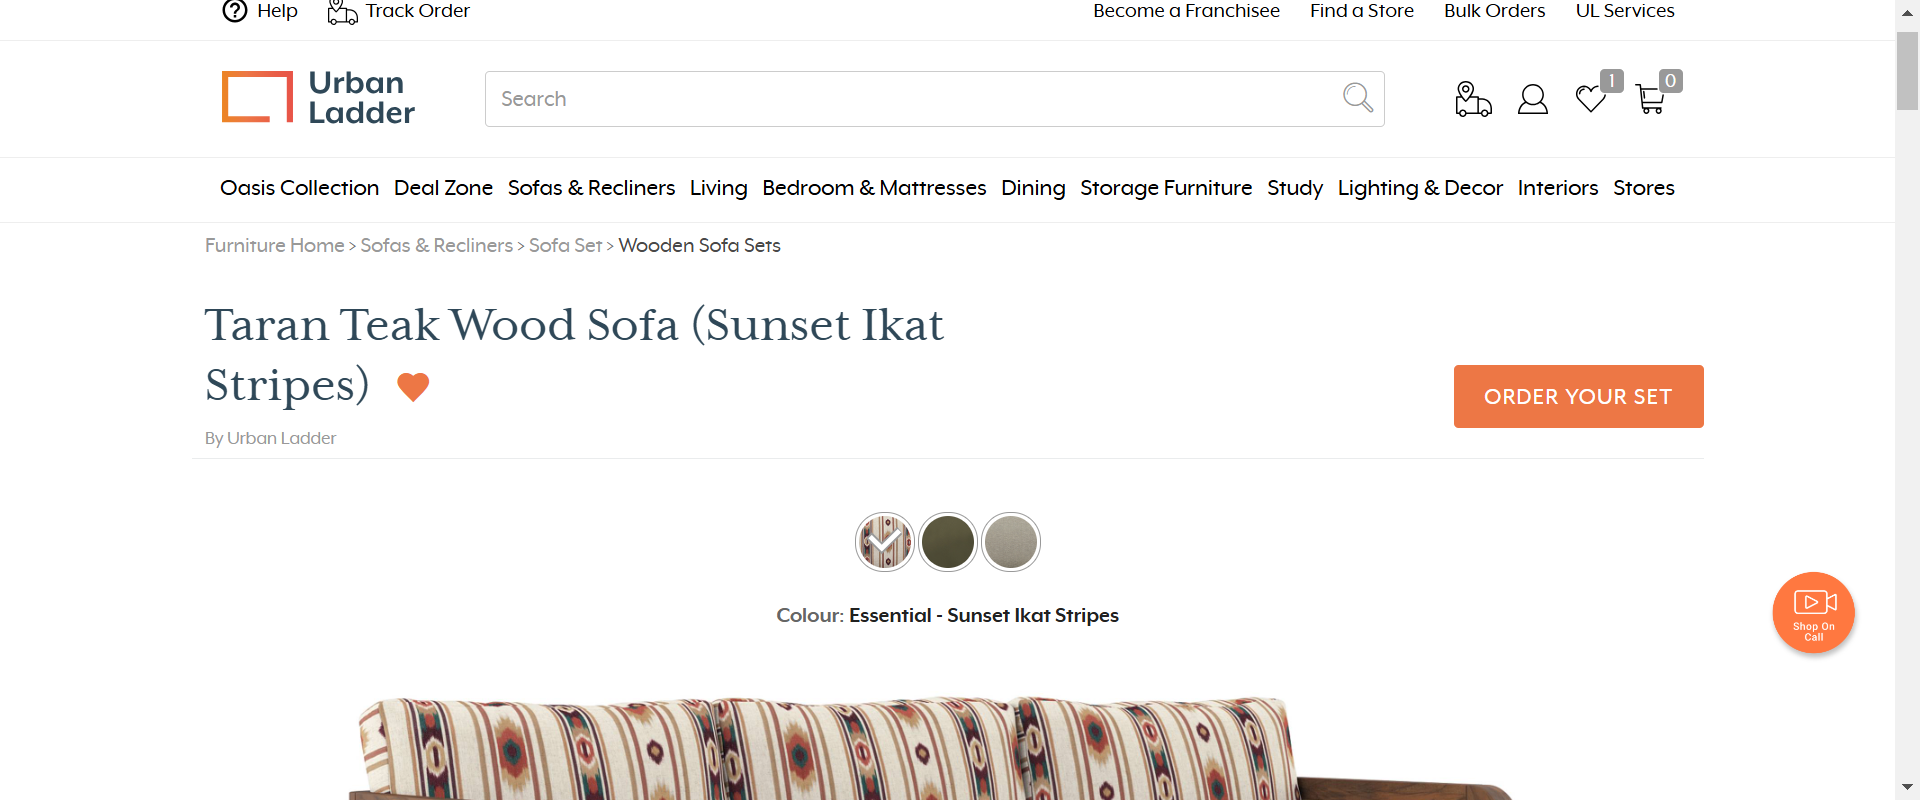 Help
Track Order
Become a Franchisee
Find a Store
Bulk Orders
UL Services
Urban
Ladder
Search
1
0
Oasis Collection
Deal Zone
Sofas & Recliners
Living
Bedroom & Mattresses
Dining
Storage Furniture
Study
Lighting & Decor
Interiors
Stores
Furniture Home > Sofas & Recliners > Sofa Set > Wooden Sofa Sets
Taran Teak Wood Sofa (Sunset Ikat
Stripes)
ORDER YOUR SET
By Urban Ladder
Colour: Essential - Sunset Ikat Stripes
Shop On
Call